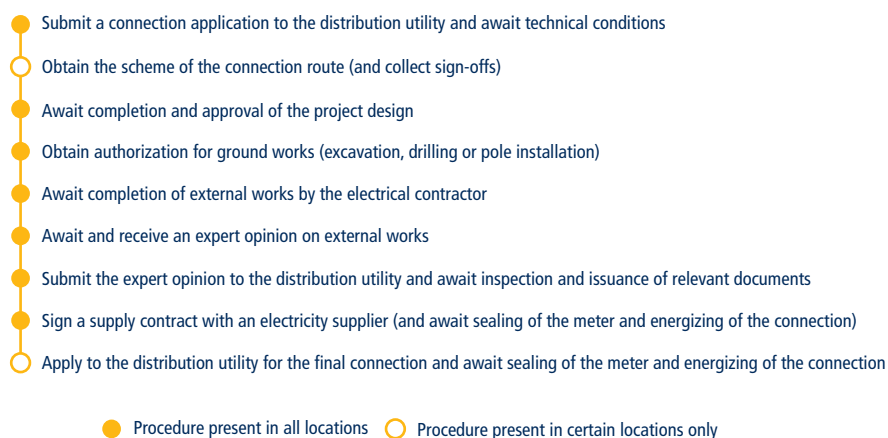 Submit a connection application to the distribution utility and await technical conditions
Obtain the scheme of the connection route (and collect sign-offs)
Await completion and approval of the project design
Obtain authorization for ground works (excavation, drilling or pole installation)
Await completion of external works by the electrical contractor
Await and receive an expert opinion on external works
Submit the expert opinion to the distribution utility and await inspection and issuance of relevant documents
Sign a supply contract with an electricity supplier (and await sealing of the meter and energizing of the connection)
Apply to the distribution utility for the final connection and await sealing of the meter and energizing of the connection
Procedure present in all locations Procedure present in certain locations only